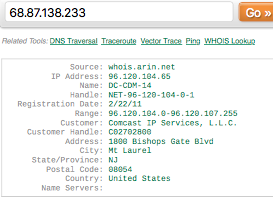 68.87.138.233 Go »
Related Tools: DNS Traversal Traceroute Vector Trace Ping WHOIS Lookup
Source: whois.arin.net
IP Address: 96.120.104.65
Name: DC-CDM-14
Handle: NET-96-120-104-0-1
Registration Date: 2/22/11
Range: 96.120.104.0-96.120.107.255
Customer: Comcast IP Services, L.L.C.
Customer Handle: C02702800
Address: 1800 Bishops Gate Blvd
City: Mt Laurel
State/Province: NJ
Postal Code: 08054
Country: United States
Name Servers: